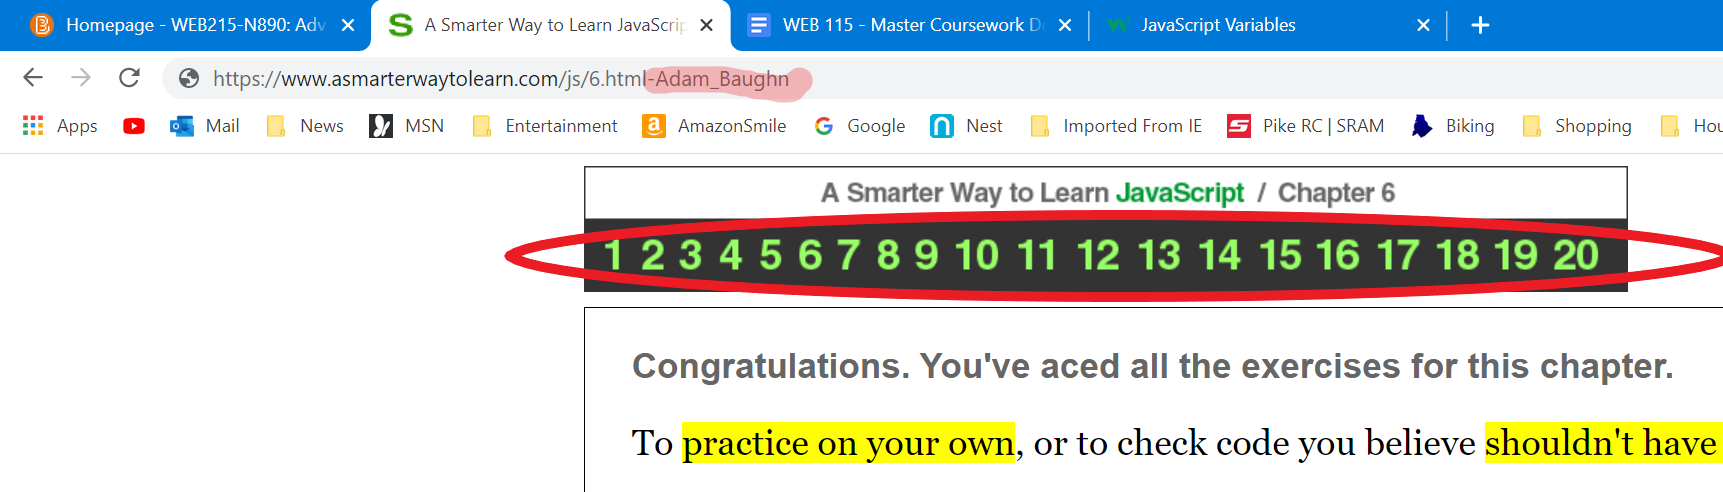 Homepage - WEB215-N890: Adv
A Smarter Way to Learn JavaScrip
WEB 115 - Master Coursework Do
JavaScript Variables
https://www.asmarterwaytolearn.com/js/6.html-Adam_Baughn
Apps Mail News MSN Entertainment AmazonSmile Google Nest Imported From IE Pike RC | SRAM Biking Shopping Hou
A Smarter Way to Learn JavaScript / Chapter 6
1 2 3 4 5 6 7 8 9 10 11 12 13 14 15 16 17 18 19 20
Congratulations. You've aced all the exercises for this chapter.
To practice on your own, or to check code you believe shouldn't have